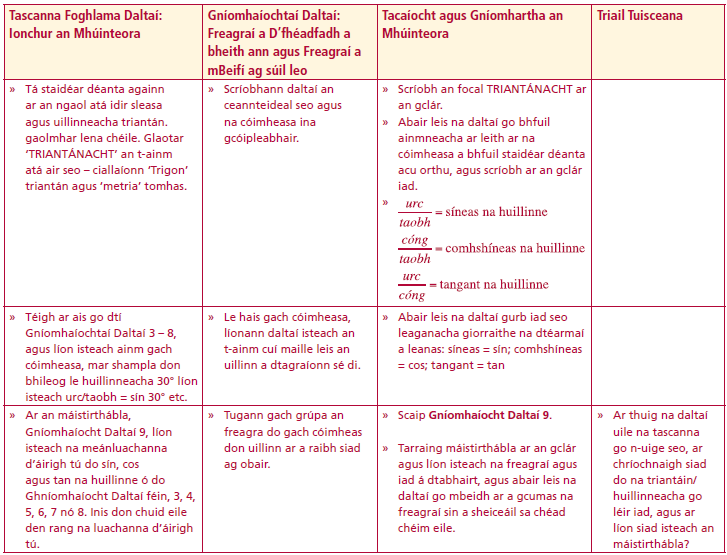 Tascanna Foghlama Daltaí:
Ionchur an Mhúinteora
Gníomhaíochtaí Daltaí:
Freagraí a D’fhéadfadh a
bheith ann agus Freagraí a
mBeifí ag súil leo
Tacaíocht agus Gníomhartha an
Mhúinteora
Triail Tuisceana
» Tá staidéar déanta againn
ar an ngaol atá idir sleasa
agus uillinneacha triantán.
gaolmhar lena chéile. Glaotar
‘TRIANTÁNACHT’ an t-ainm
atá air seo – ciallaíonn ‘Trigon’
triantán agus ‘metria’ tomhas.
» Scríobhann daltaí an
ceannteideal seo agus
na cóimheasa ina
gcóipleabhair.
» Scríobh an focal TRIANTÁNACHT ar
an gclár.
» Abair leis na daltaí go bhfuil
ainmneacha ar leith ar na
cóimheasa a bhfuil staidéar déanta
acu orthu, agus scríobh ar an gclár
iad.
» urc/taobh = síneas na huillinne
cóng/taobh = comhshíneas na huillinne
urc/cóng = tangant na huillinne
» Téigh ar ais go dtí
Gníomhaíochtaí Daltaí 3 – 8,
agus líon isteach ainm gach
cóimheasa, mar shampla don
bhileog le huillinneacha 30° líon
isteach urc/taobh = sín 30° etc.
» Le hais gach cóimheasa,
líonann daltaí isteach an
t-ainm cuí maille leis an
uillinn a dtagraíonn sé di.
» Abair leis na daltaí gurb iad seo
leaganacha giorraithe na dtéarmaí
a leanas: síneas = sín; comhshíneas
= cos; tangant = tan
» Ar an máistirthábla,
Gníomhaíocht Daltaí 9, líon
isteach na meánluachanna
d’áirigh tú do sín, cos
agus tan na huillinne ó do
Ghníomhaíocht Daltaí féin, 3, 4,
5, 6, 7 nó 8. Inis don chuid eile
den rang na luachanna d’áirigh
tú.
» Tugann gach grúpa an
freagra do gach cóimheas
don uillinn ar a raibh siad
ag obair.
» Scaip Gníomhaíocht Daltaí 9.
» Tarraing máistirthábla ar an gclár
agus líon isteach na freagraí agus
iad á dtabhairt, agus abair leis na
daltaí go mbeidh ar a gcumas na
freagraí sin a sheiceáil sa chéad
chéim eile.
» Ar thuig na daltaí
uile na tascanna
go n-uige seo, ar
chríochnaigh siad
do na triantáin/
huillinneacha go
léir iad, agus ar
líon siad isteach an
máistirthábla?